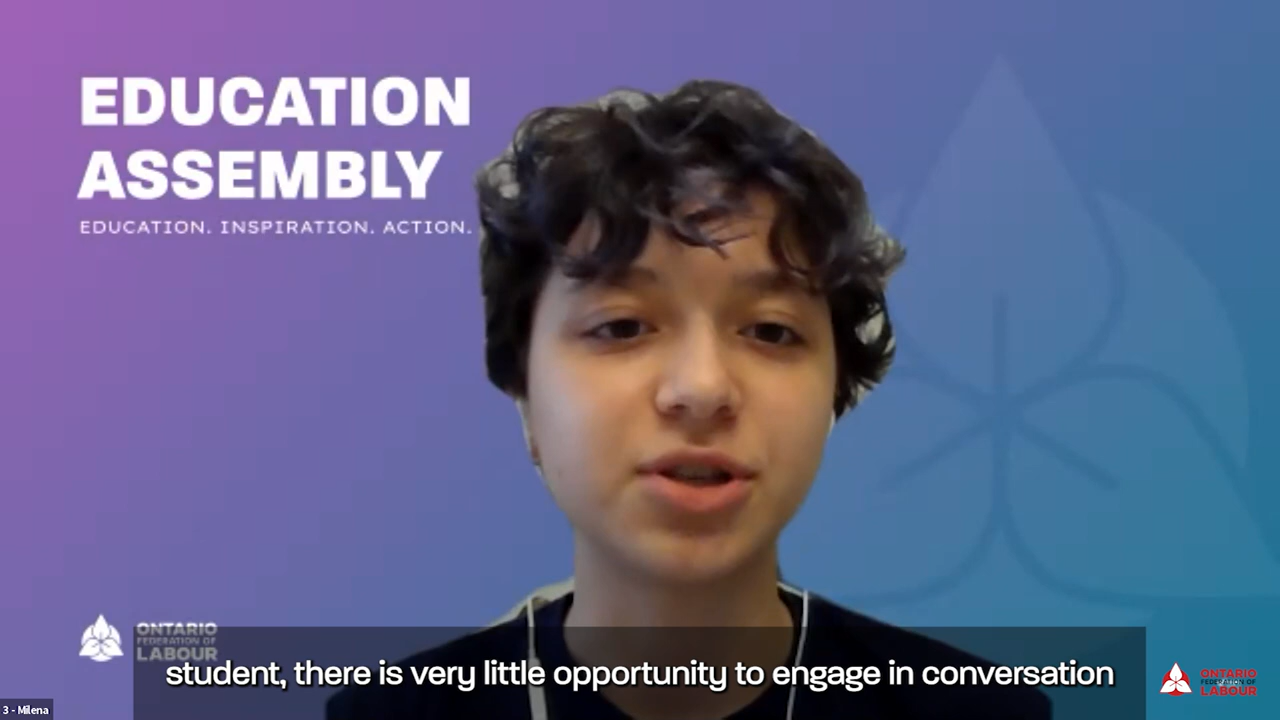 EDUCATION
ASSEMBLY
EDUCATION. INSPIRATION. ACTION.
ONTARIO
FEDERATION OF
LABOUR
student, there is very little opportunity to engage in conversation
ONTARIO
FEDERATION OF
LABOUR
3 - Milena